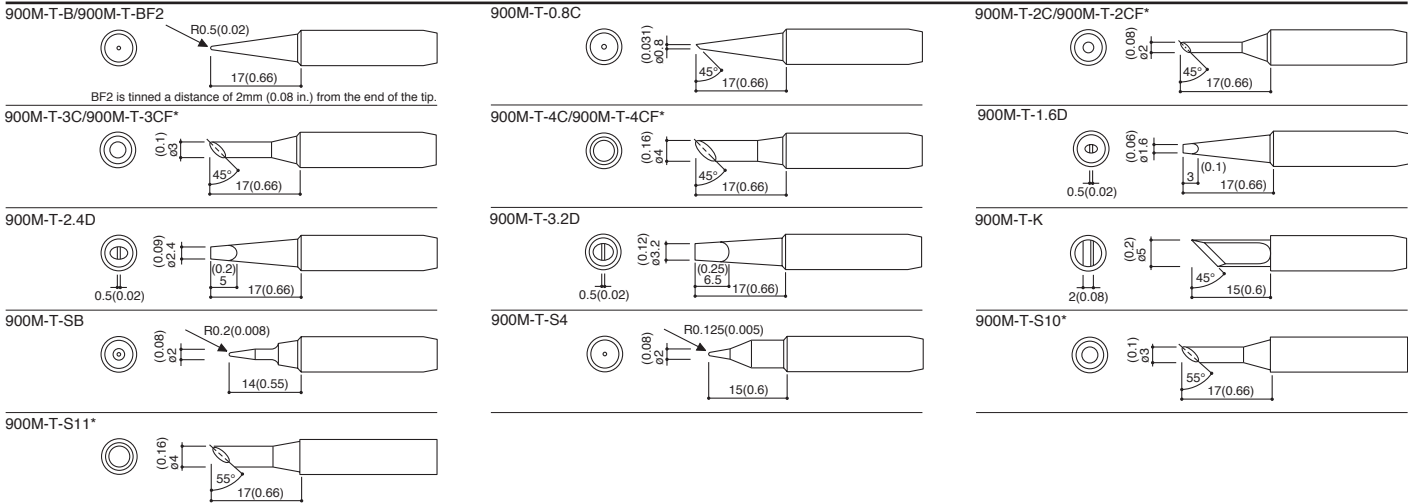 900M-T-B/900M-T-BF2
R0.5(0.02)
17(0.66)
BF2 is tinned a distance of 2mm (0.08 in.) from the end of the tip.
900M-T-0.8C
(0.031)
ø0.8
45°
17(0.66)
900M-T-2C/900M-T-2CF*
(0.08)
ø2
45°
17(0.66)
900M-T-3C/900M-T-3CF*
(0.1)
ø3
45°
17(0.66)
900M-T-4C/900M-T-4CF*
(0.16)
ø4
45°
17(0.66)
900M-T-1.6D
(0.06)
ø1.6
(0.1)
3
0.5(0.02)
17(0.66)
900M-T-2.4D
(0.09)
ø2.4
(0.2)
5
0.5(0.02)
17(0.66)
900M-T-3.2D
(0.12)
ø3.2
(0.25)
6.5
0.5(0.02)
17(0.66)
900M-T-K
(0.2)
ø5
45°
2(0.08)
15(0.6)
900M-T-SB
R0.2(0.008)
(0.08)
ø2
14(0.55)
900M-T-S4
R0.125(0.005)
(0.08)
ø2
15(0.6)
900M-T-S10*
(0.1)
ø3
55°
17(0.66)
900M-T-S11*
(0.16)
ø4
55°
17(0.66)